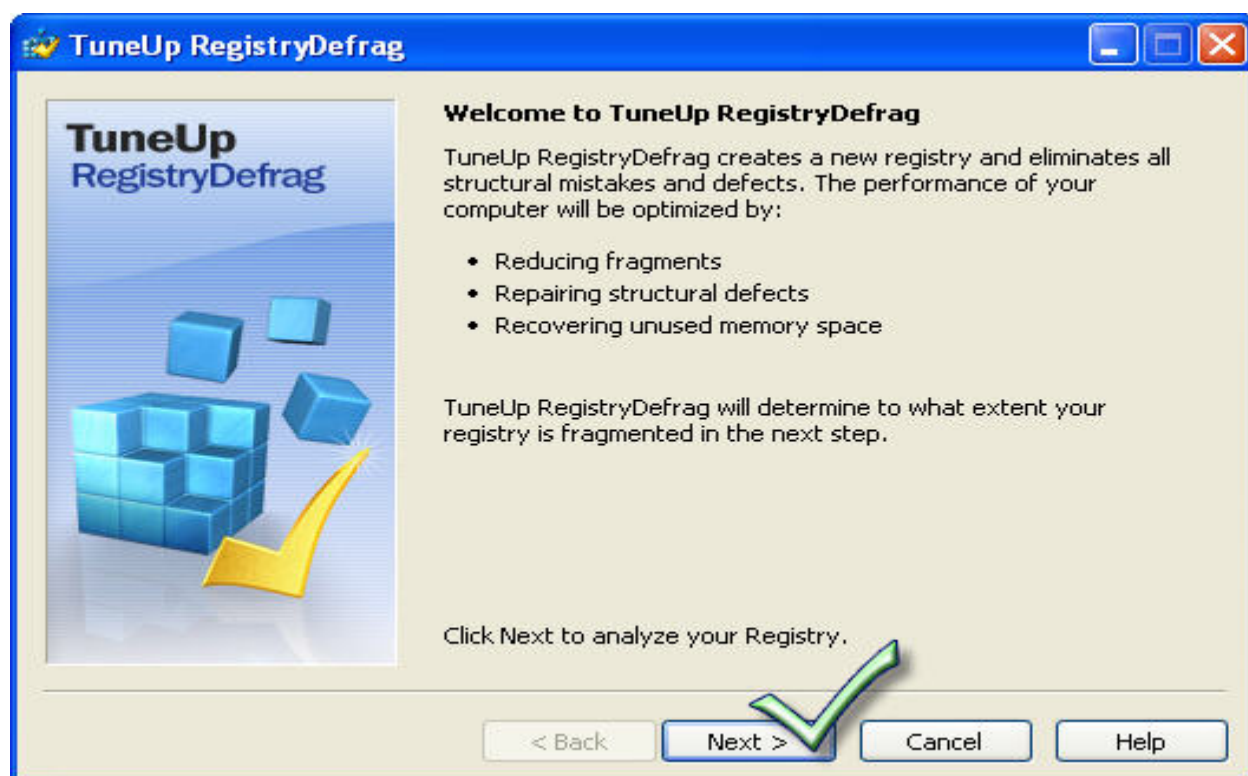 TuneUp RegistryDefrag
TuneUp
RegistryDefrag
Welcome to TuneUp RegistryDefrag
TuneUp RegistryDefrag creates a new registry and eliminates all
structural mistakes and defects. The performance of your
computer will be optimized by:
• Reducing fragments
• Repairing structural defects
• Recovering unused memory space
TuneUp RegistryDefrag will determine to what extent your
registry is fragmented in the next step.
Click Next to analyze your Registry.
< Back Next > Cancel Help